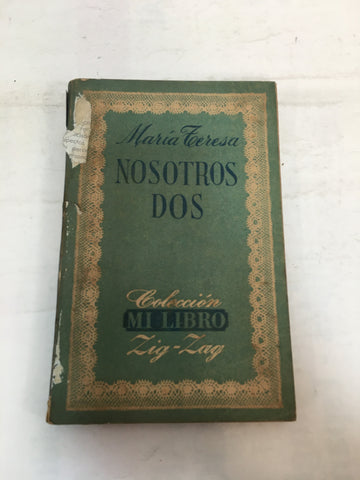 María Teresa
NOSOTROS
DOS
Colección
MI LIBRO
Zig-Zag